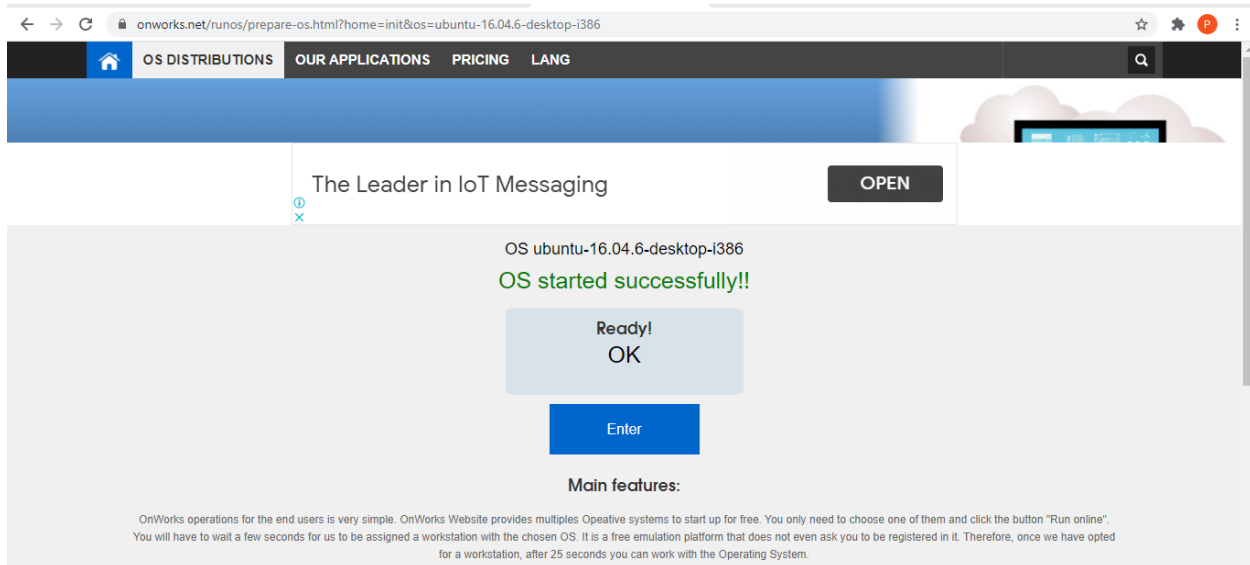 onworks.net/runos/prepare-os.html?home=init&os=ubuntu-16.04.6-desktop-i386
P
OS DISTRIBUTIONS OUR APPLICATIONS PRICING LANG
The Leader in IoT Messaging
OPEN
OS ubuntu-16.04.6-desktop-i386
OS started successfully!!
Ready!
OK
Enter
Main features:
OnWorks operations for the end users is very simple. OnWorks Website provides multiples Opeative systems to start up for free. You only need to choose one of them and click the button "Run online".
You will have to wait a few seconds for us to be assigned a workstation with the chosen OS. It is a free emulation platform that does not even ask you to be registered in it. Therefore, once we have opted
for a workstation, after 25 seconds you can work with the Operating System.